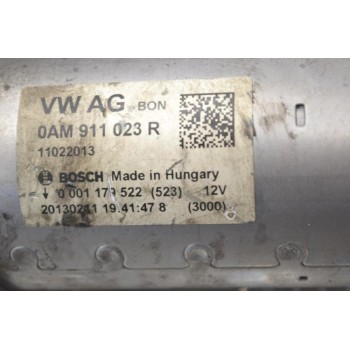 VW AG BON
0AM 911 023 R
11022013
BOSCH Made in Hungary
0 001 179 522 (523) 12V
20130211 19.41:47 8 (3000)